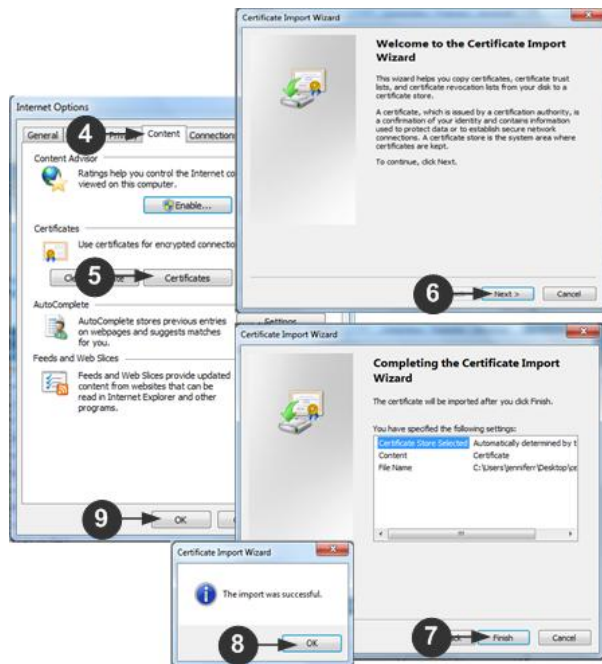 Certificate Import Wizard
Welcome to the Certificate Import
Wizard
This wizard helps you copy certificates, certificate trust
lists, and certificate revocation lists from your disk to a
certificate store.
A certificate, which is issued by a certification authority, is
a confirmation of your identity and contains information
used to protect data or to establish secure network
connections. A certificate store is the system area where
certificates are kept.
To continue, click Next.
6
Next >
Cancel
Internet Options
4
General
Content
Connections
Content Advisor
Ratings help you control the Internet co
viewed on this computer.
Enable...
Certificates
Use certificates for encrypted connectio
5
Certificates
AutoComplete
AutoComplete stores previous entries
on webpages and suggests matches
for you.
Settings
Feeds and Web Slices
Feeds and Web Slices provide updated
content from websites that can be
read in Internet Explorer and other
programs.
9
OK
Certificate Import Wizard
Completing the Certificate Import
Wizard
The certificate will be imported after you click Finish.
You have specified the following settings:
Certificate Store Selected Automatically determined by t
Content Certificate
File Name C:\Users\jenniferr\Desktop\ce
7
Finish
Cancel
Certificate Import Wizard
The import was successful.
8
OK